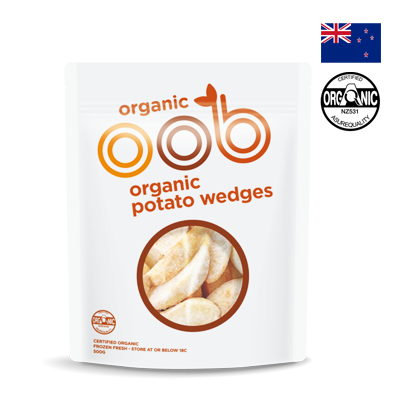 organic
oob
organic
potato wedges
ORGANIC
CERTIFIED ORGANIC
FROZEN FRESH - STORE AT OR BELOW 18C
500G
CERTIFIED
ORGANIC
NZ531
ASUREQUALITY